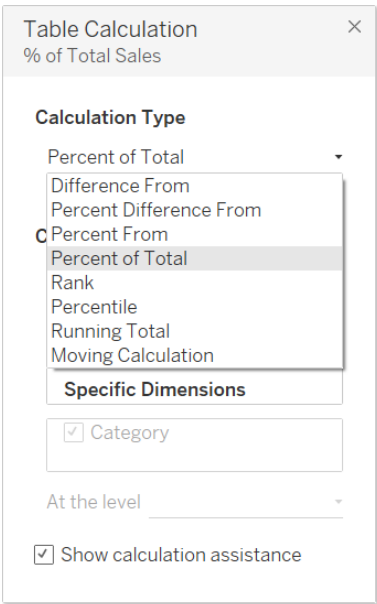 Table Calculation
% of Total Sales
Calculation Type
Percent of Total
Difference From
Percent Difference From
Percent From
Percent of Total
Rank
Percentile
Running Total
Moving Calculation
Specific Dimensions
Category
At the level
Show calculation assistance